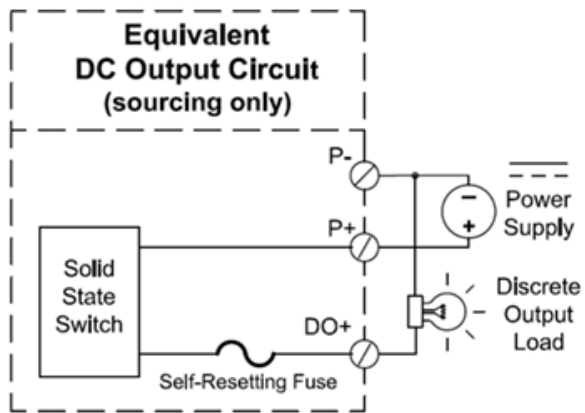 Equivalent
DC Output Circuit
(sourcing only)
P-
P+
Power
Supply
Solid
State
Switch
DO+
Discrete
Output
Load
Self-Resetting Fuse